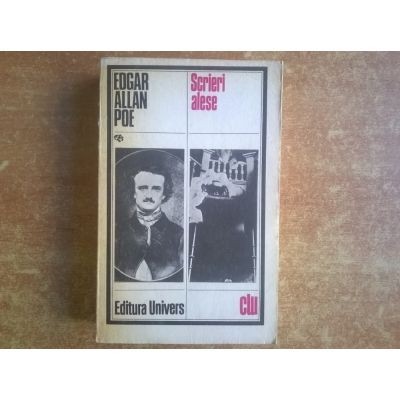 EDGAR
ALLAN
POE
Scrieri
alese
Editura Univers
clu